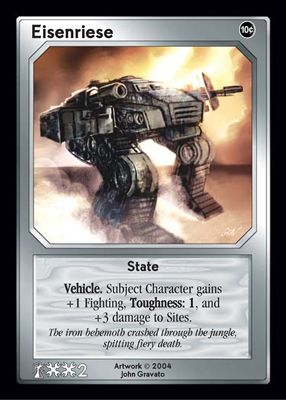 Eisenriese
10¢
State
Vehicle. Subject Character gains
+1 Fighting, Toughness: 1, and
+3 damage to Sites.
The iron behemoth crashed through the jungle,
spitting fiery death.
2
Artwork © 2004
John Gravato